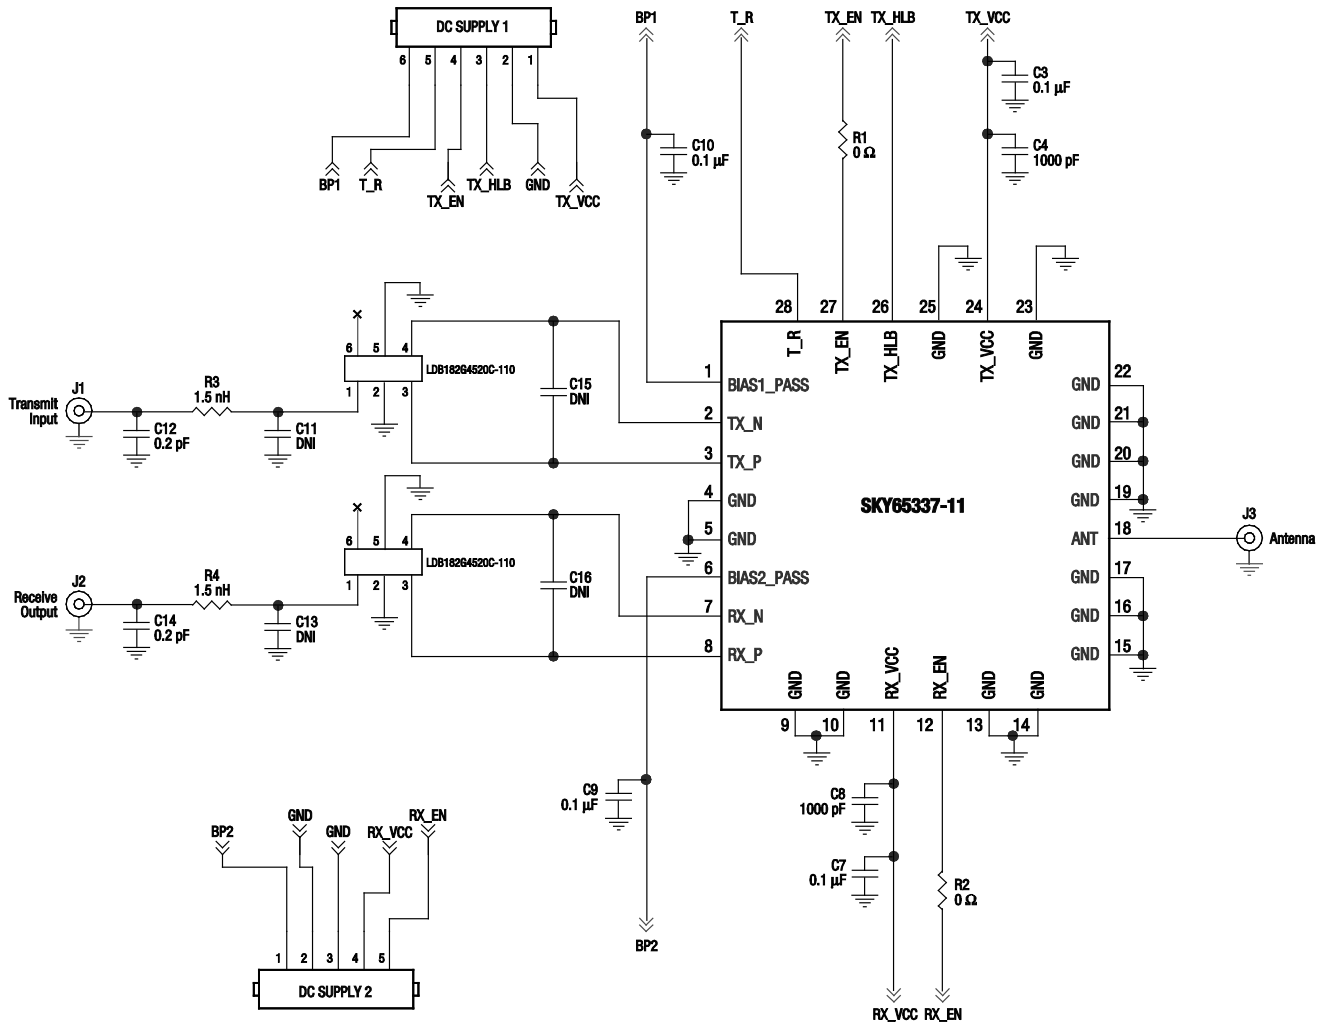 DC SUPPLY 1
6 5 4 3 2 1
BP1 T_R TX_EN TX_HLB GND TX_VCC
BP1 T_R TX_EN TX_HLB TX_VCC
C3
0.1 µF
C4
1000 pF
C10
0.1 µF
R1
0 Ω
28 27 26 25 24 23
T_R TX_EN TX_HLB GND TX_VCC GND
6 5 4
LDB182G4520C-110
1 2 3
J1
Transmit
Input
R3
1.5 nH
C12
0.2 pF
C11
DNI
C15
DNI
6 5 4
LDB182G4520C-110
1 2 3
J2
Receive
Output
R4
1.5 nH
C14
0.2 pF
C13
DNI
C16
DNI
1 BIAS1_PASS
2 TX_N
3 TX_P
4 GND
5 GND
6 BIAS2_PASS
7 RX_N
8 RX_P
SKY65337-11
GND 22
GND 21
GND 20
GND 19
ANT 18
GND 17
GND 16
GND 15
J3
Antenna
GND GND RX_VCC RX_EN GND GND
9 10 11 12 13 14
C9
0.1 µF
C8
1000 pF
C7
0.1 µF
R2
0 Ω
BP2
RX_VCC RX_EN
BP2 GND GND RX_VCC RX_EN
1 2 3 4 5
DC SUPPLY 2